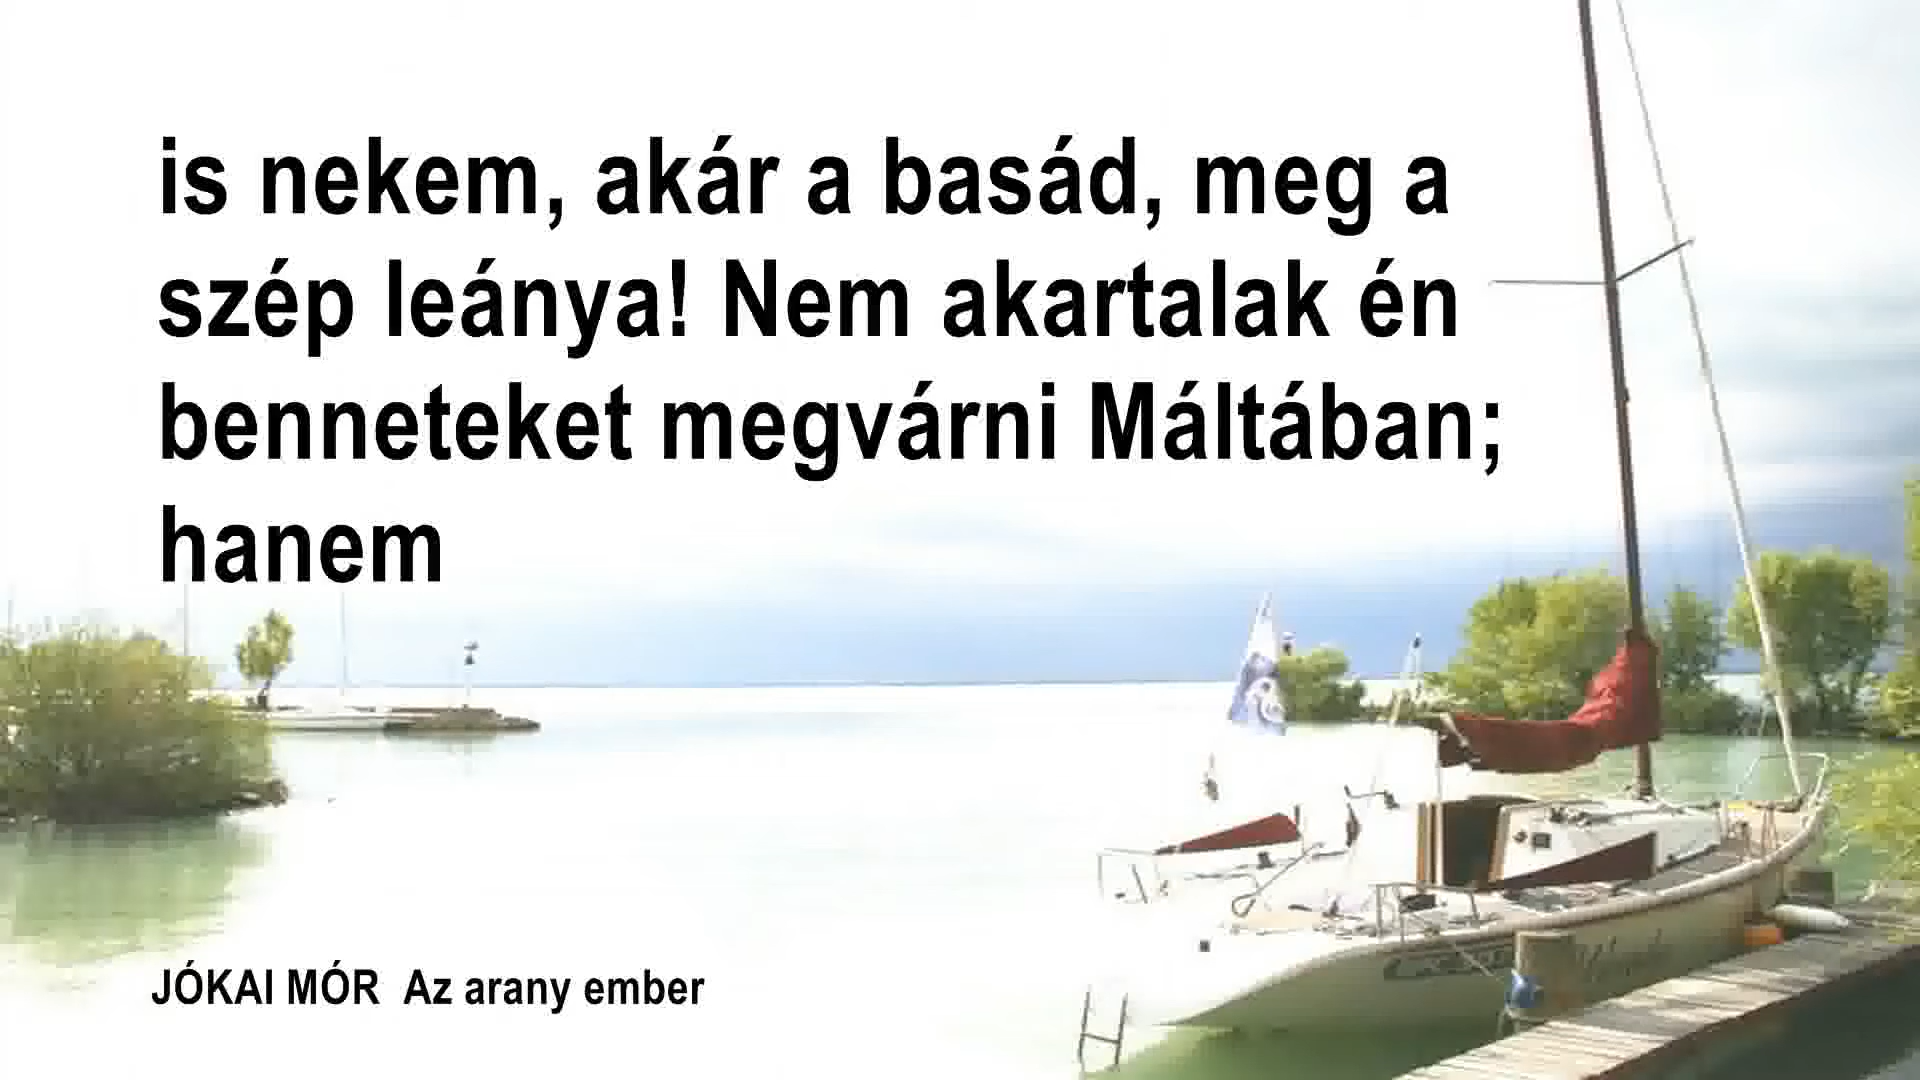 is nekem, akár a basád, meg a
szép leánya! Nem akartalak én
benneteket megvárni Máltában;
hanem
JÓKAI MÓR Az arany ember